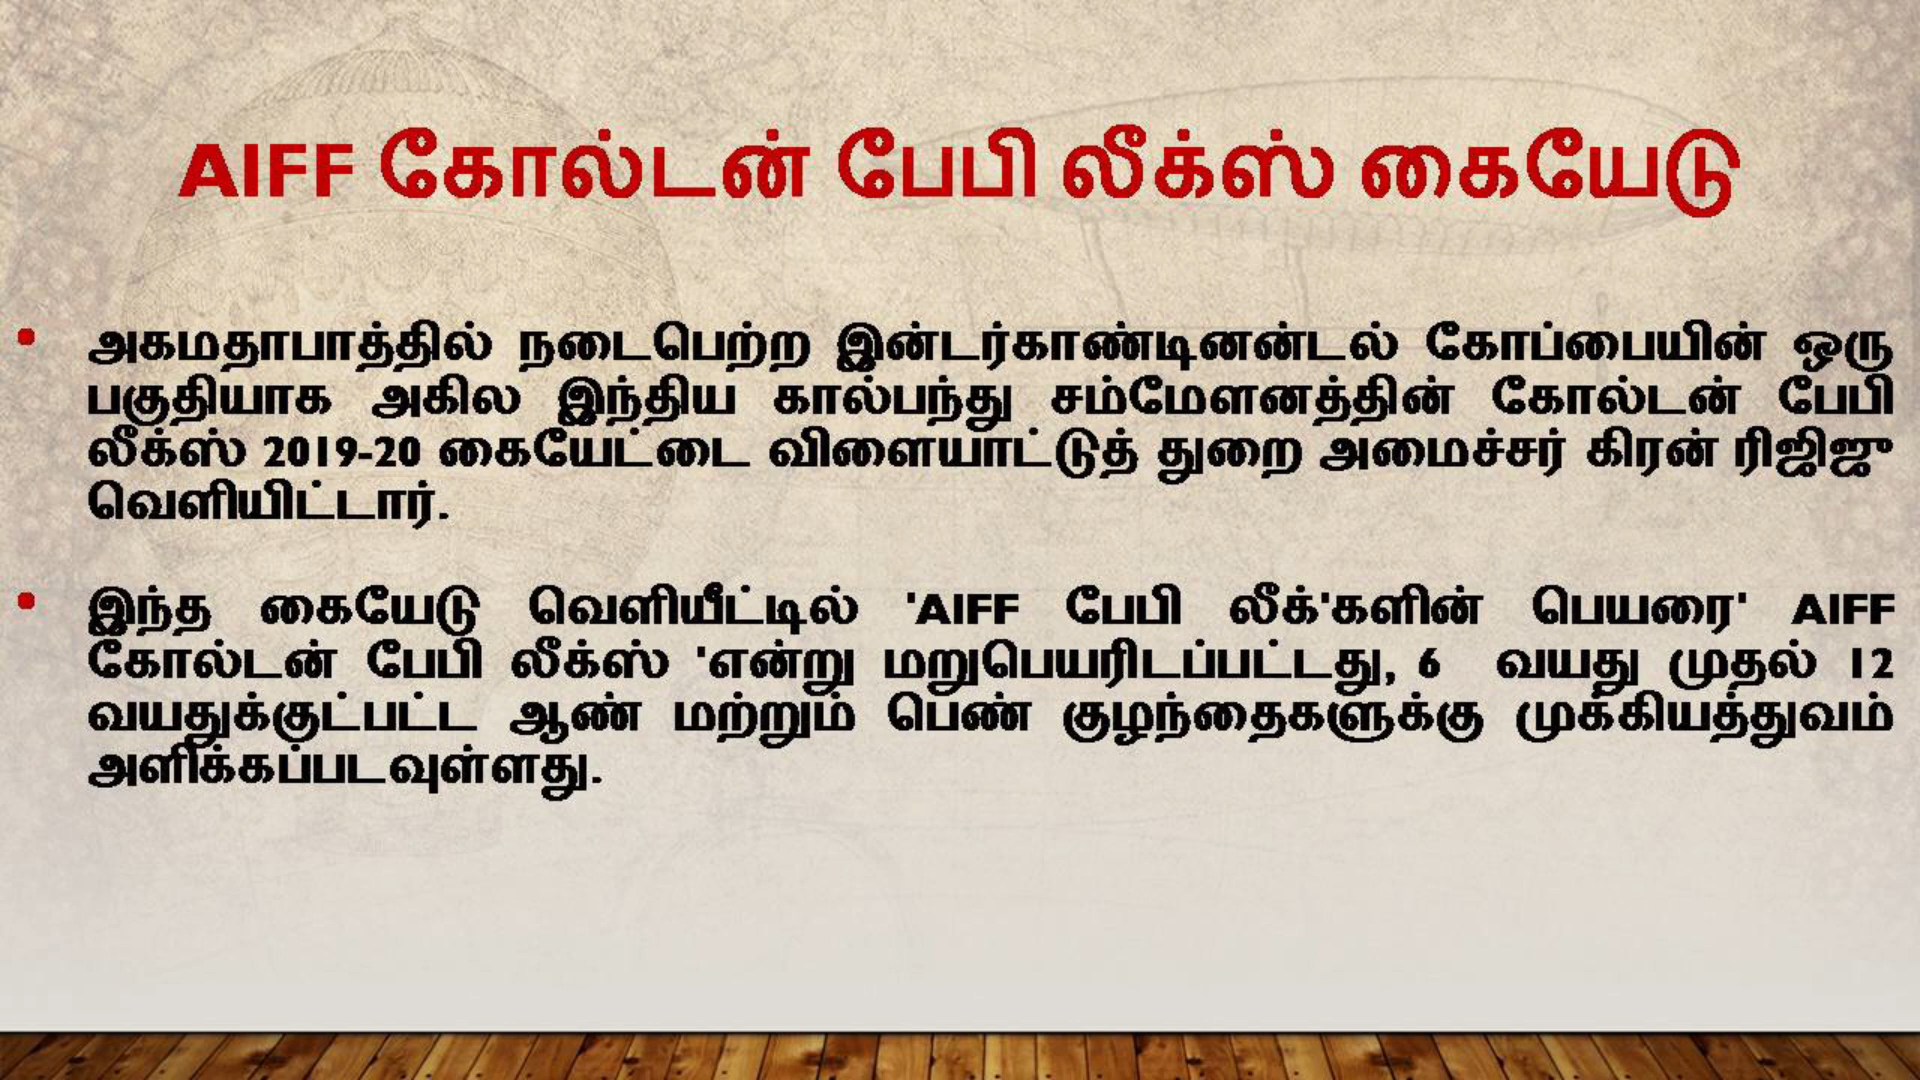 AIFF கோல்டன் பேபி லீக்ஸ் கையேடு
• அகமதாபாத்தில் நடைபெற்ற இன்டர்காண்டினன்டல் கோப்பையின் ஒரு
பகுதியாக அகில இந்திய கால்பந்து சம்மேளனத்தின் கோல்டன் பேபி
லீக்ஸ் 2019-20 கையேட்டை விளையாட்டுத் துறை அமைச்சர் கிரன் ரிஜிஜு
வெளியிட்டார்.
• இந்த கையேடு வெளியீட்டில் 'AIFF பேபி லீக்'களின் பெயரை' AIFF
கோல்டன் பேபி லீக்ஸ் 'என்று மறுபெயரிடப்பட்டது, 6 வயது முதல் 12
வயதுக்குட்பட்ட ஆண் மற்றும் பெண் குழந்தைகளுக்கு முக்கியத்துவம்
அளிக்கப்படவுள்ளது.